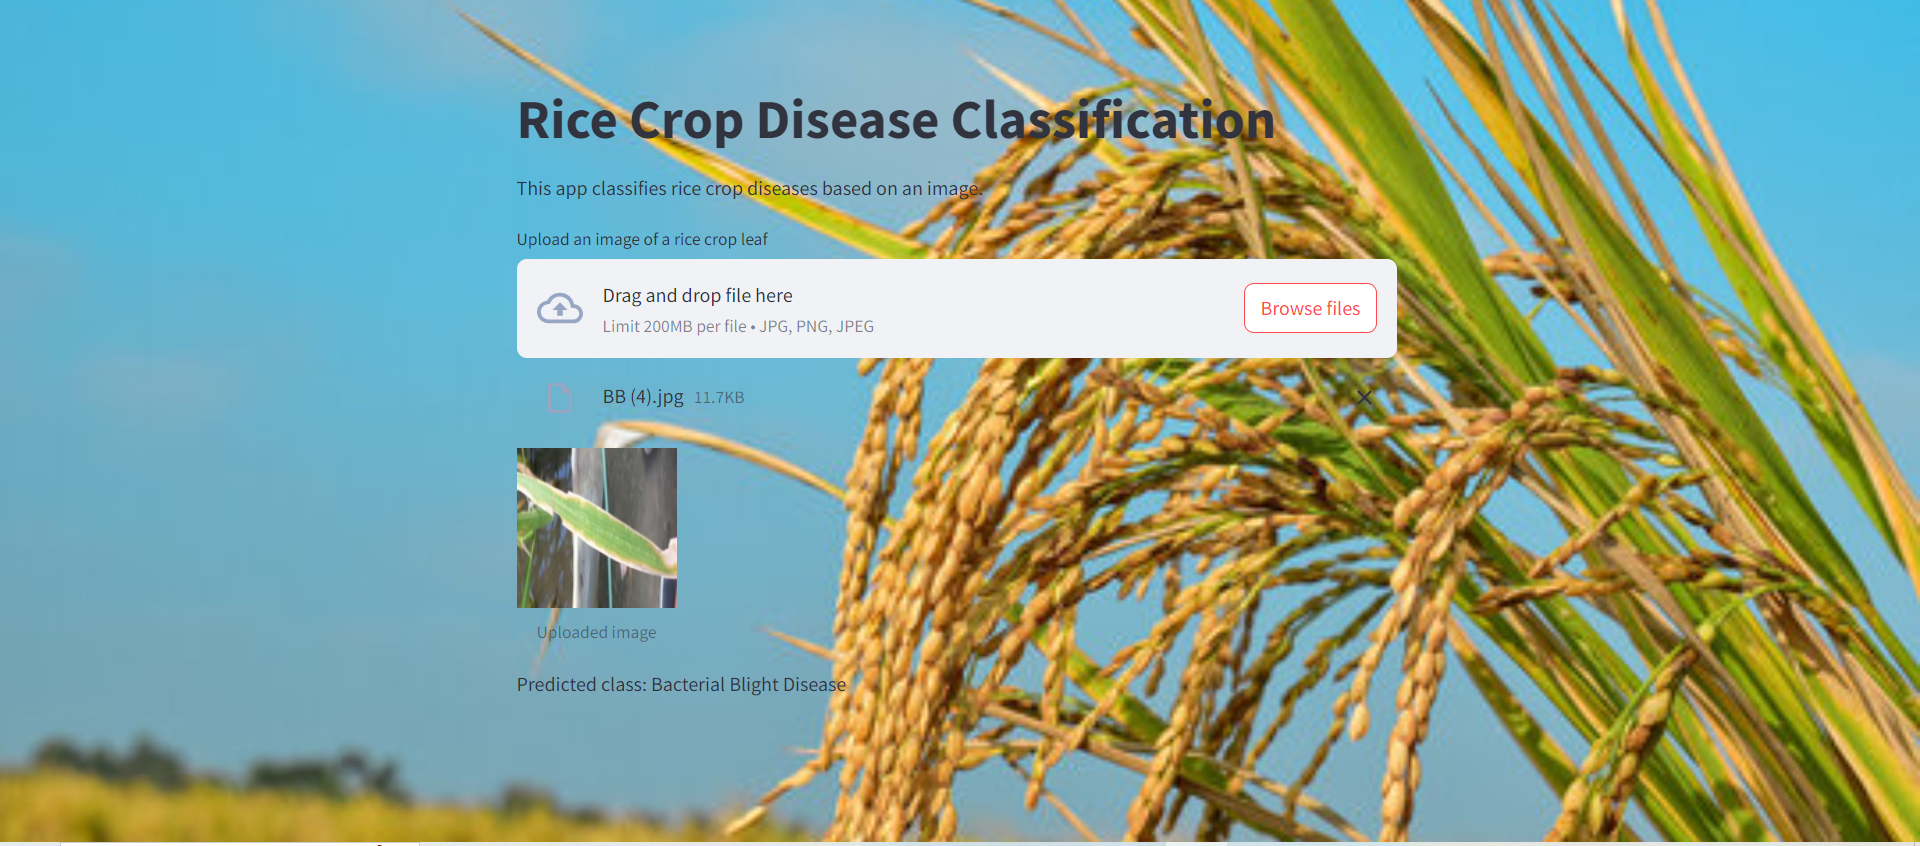 Rice Crop Disease Classification
This app classifies rice crop diseases based on an image.
Upload an image of a rice crop leaf
Drag and drop file here
Limit 200MB per file • JPG, PNG, JPEG
Browse files
BB (4).jpg 11.7KB
Uploaded image
Predicted class: Bacterial Blight Disease